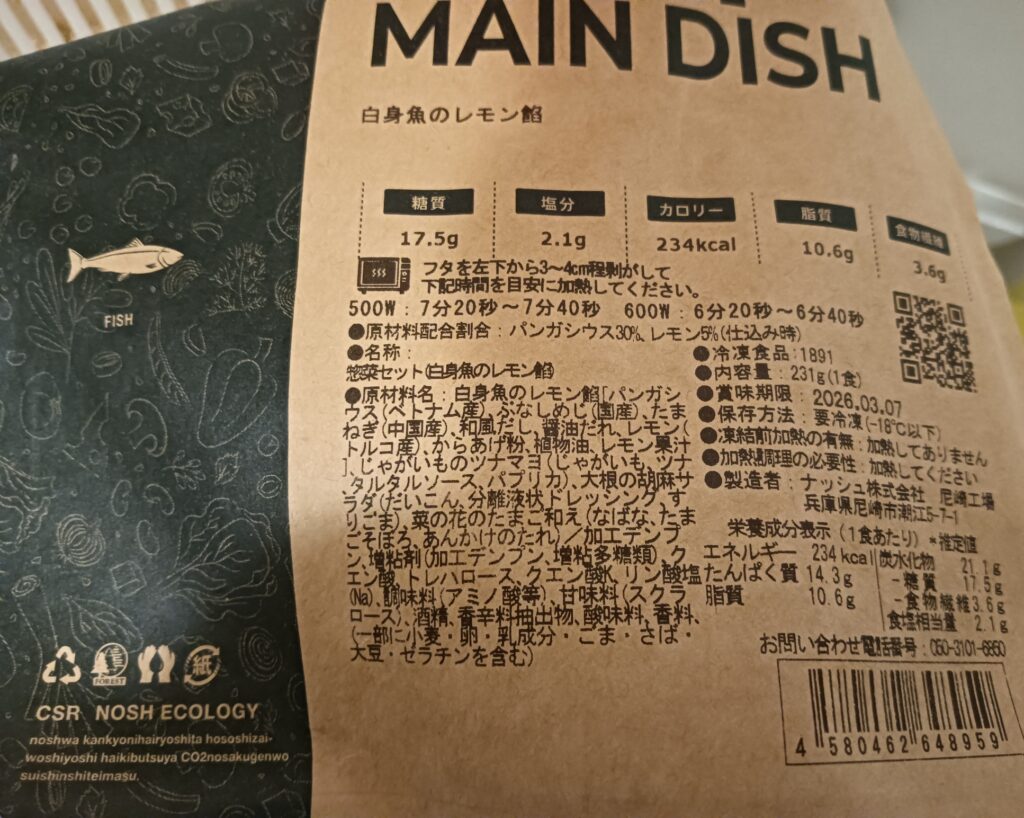 MAIN DISH
白身魚のレモン餡
糖質
17.5g
塩分
2.1g
カロリー
234kcal
脂質
10.6g
食物繊維
3.6g
フタを左下から3〜4cm程剥がして
下記時間を目安に加熱してください。
500W：7分20秒〜7分40秒　600W：6分20秒〜6分40秒
●原材料配合割合：パンガシウス30%、レモン5%(仕込み時)
●名称：
惣菜セット(白身魚のレモン餡)
●原材料名：白身魚のレモン餡[パンガシ
ウス(ベトナム産)、ぶなしめじ(国産)、たま
ねぎ(中国産)、和風だし、醤油だれ、レモン(
トルコ産)、からあげ粉、植物油、レモン果汁
]、じゃがいものツナマヨ(じゃがいも、ツナ
、タルタルソース、パプリカ)、大根の胡麻サ
ラダ(だいこん、分離液状ドレッシング、す
りごま)、菜の花のたまご和え(なばな、たま
ごそぼろ、あんかけのたれ)／加工デンプ
ン、増粘剤(加工デンプン、増粘多糖類)、ク
エン酸、トレハロース、クエン酸K、リン酸塩
(Na)、調味料(アミノ酸等)、甘味料(スクラ
ロース)、酒精、香辛料抽出物、酸味料、香料、
(一部に小麦・卵・乳成分・ごま・さば・
大豆・ゼラチンを含む)
●冷凍食品：1891
●内容量：231g(1食)
●賞味期限：2026.03.07
●保存方法：要冷凍(-18℃以下)
●凍結前加熱の有無：加熱してありません
●加熱調理の必要性：加熱してください
●製造者：ナッシュ株式会社　尼崎工場
兵庫県尼崎市潮江5-7-1
栄養成分表示(1食あたり)＊推定値
エネルギー 234kcal
たんぱく質 14.3g
脂質 10.6g
炭水化物 21.1g
-糖質 17.5g
-食物繊維 3.6g
食塩相当量 2.1g
お問い合わせ電話番号：050-3101-6850
4 580462 648959
FISH
FOREST
紙
CSR NOSH ECOLOGY
noshwa kankyonihairyoshita hososhizai-
woshiyoshi haikibutsuya CO2nosakugenwo
suishinshiteimasu.